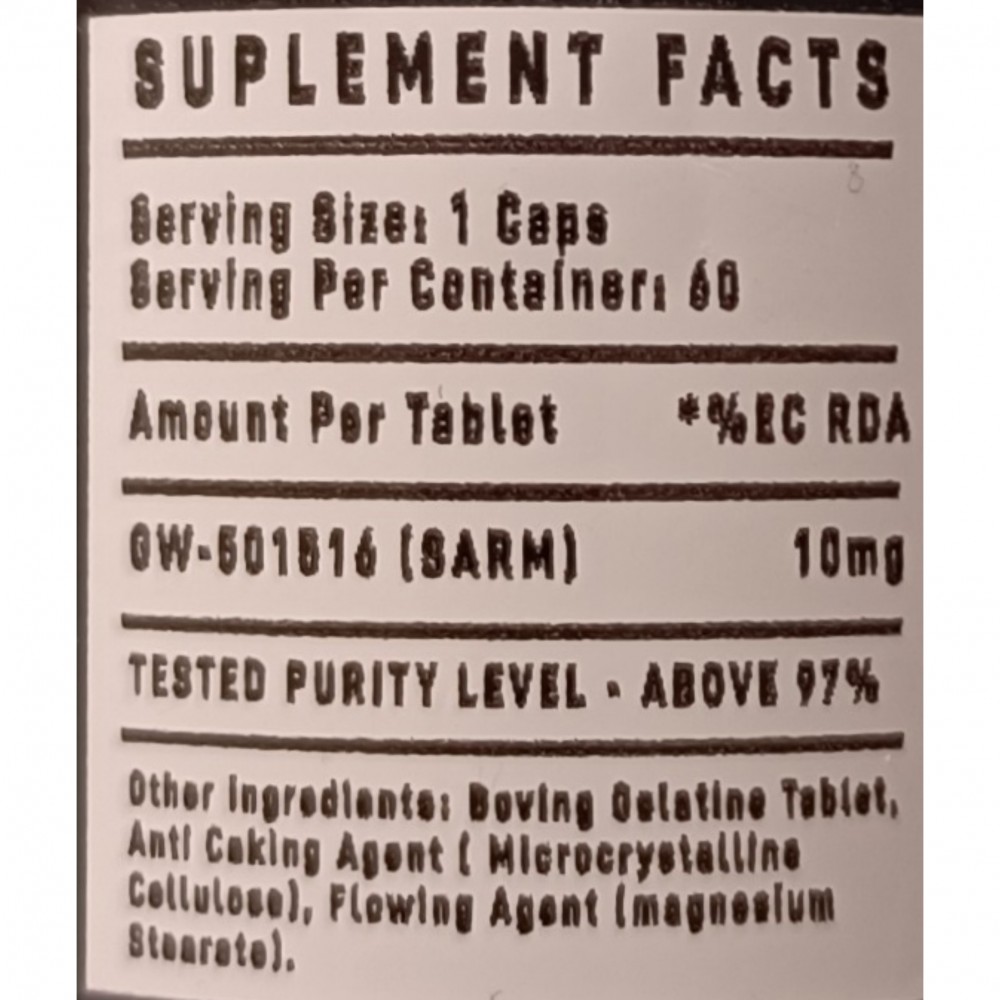 SUPLEMENT FACTS
Serving Size: 1 Caps
Serving Per Container: 60
Amount Per Tablet *%EC RDA
GW-501516 (SARM) 10mg
TESTED PURITY LEVEL - ABOVE 97%
Other Ingredients: Boving Gelatine Tablet,
Anti Caking Agent ( Microcrystalline
Cellulose), Flowing Agent (magnesium
Stearate).